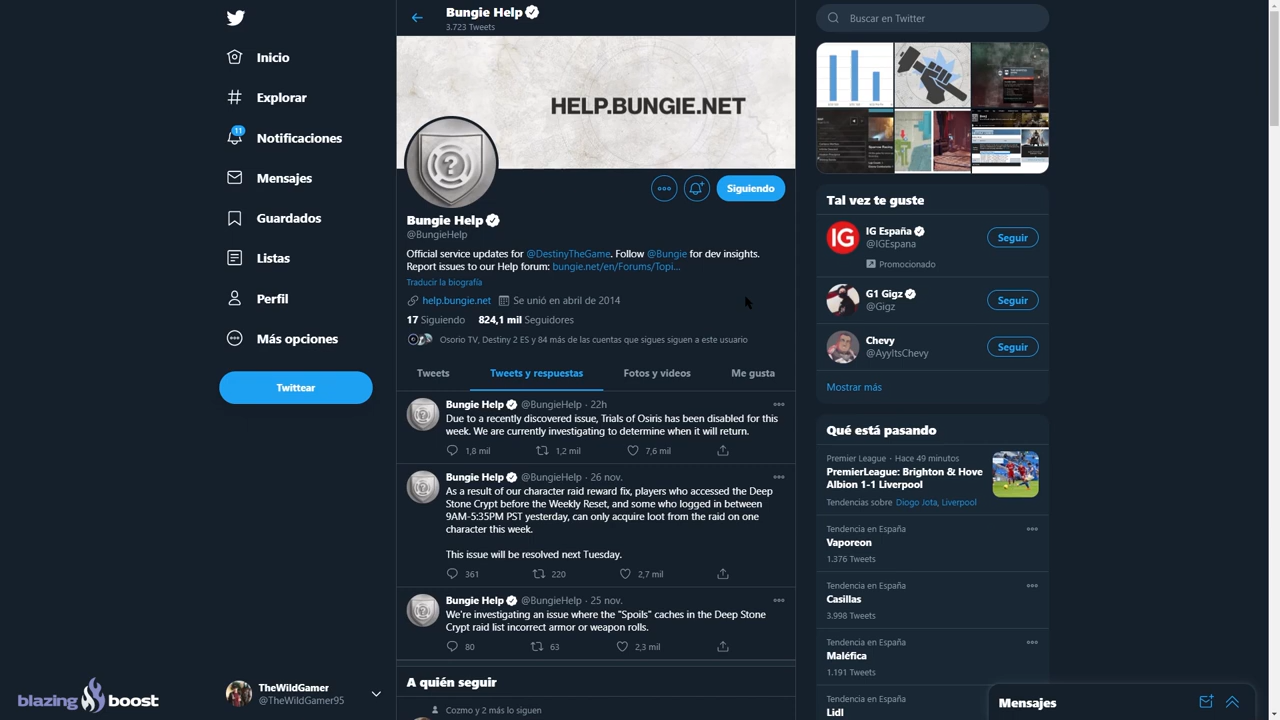 Inicio
Explorar
11
Notificaciones
Mensajes
Guardados
Listas
Perfil
Más opciones
Twittear
TheWildGamer
@TheWildGamer95
blazing boost
Bungie Help
3.723 Tweets
HELP.BUNGIE.NET
Siguiendo
Bungie Help
@BungieHelp
Official service updates for @DestinyTheGame. Follow @Bungie for dev insights.
Report issues to our Help forum: bungie.net/en/Forums/Topi...
Traducir la biografía
help.bungie.net Se unió en abril de 2014
17 Siguiendo 824,1 mil Seguidores
Osorio TV, Destiny 2 ES y 84 más de las cuentas que sigues siguen a este usuario
Tweets Tweets y respuestas Fotos y videos Me gusta
Bungie Help @BungieHelp · 22h
Due to a recently discovered issue, Trials of Osiris has been disabled for this
week. We are currently investigating to determine when it will return.
1,8 mil 1,2 mil 7,6 mil
Bungie Help @BungieHelp · 26 nov.
As a result of our character raid reward fix, players who accessed the Deep
Stone Crypt before the Weekly Reset, and some who logged in between
9AM-5:35PM PST yesterday, can only acquire loot from the raid on one
character this week.
This issue will be resolved next Tuesday.
361 220 2,7 mil
Bungie Help @BungieHelp · 25 nov.
We're investigating an issue where the "Spoils" caches in the Deep Stone
Crypt raid list incorrect armor or weapon rolls.
80 63 2,3 mil
A quién seguir
Cozmo y 2 más lo siguen
Buscar en Twitter
Tal vez te guste
IG
IG España
@IGEspana
Seguir
Promocionado
G1 Gigz
@Gigz
Seguir
Chevy
@AyyItsChevy
Seguir
Mostrar más
Qué está pasando
Premier League · Hace 49 minutos
PremierLeague: Brighton & Hove
Albion 1-1 Liverpool
Tendencias sobre Diogo Jota, Liverpool
Tendencia en España
Vaporeon
1.376 Tweets
Tendencia en España
Casillas
3.998 Tweets
Tendencia en España
Maléfica
1.191 Tweets
Tendencia en España
Lidl
Mensajes